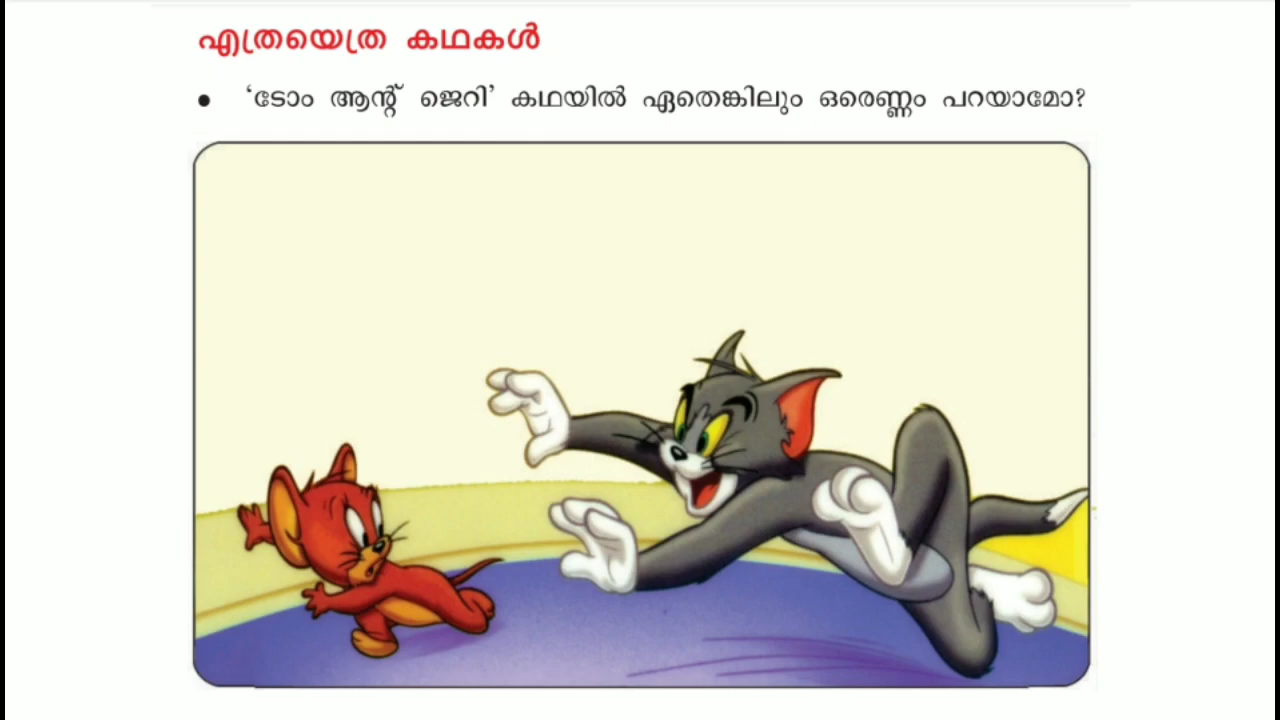 എത്രയെത്ര കഥകൾ
• ‘ടോം ആന്റ് ജെറി’ കഥയിൽ ഏതെങ്കിലും ഒരെണ്ണം പറയാമോ?